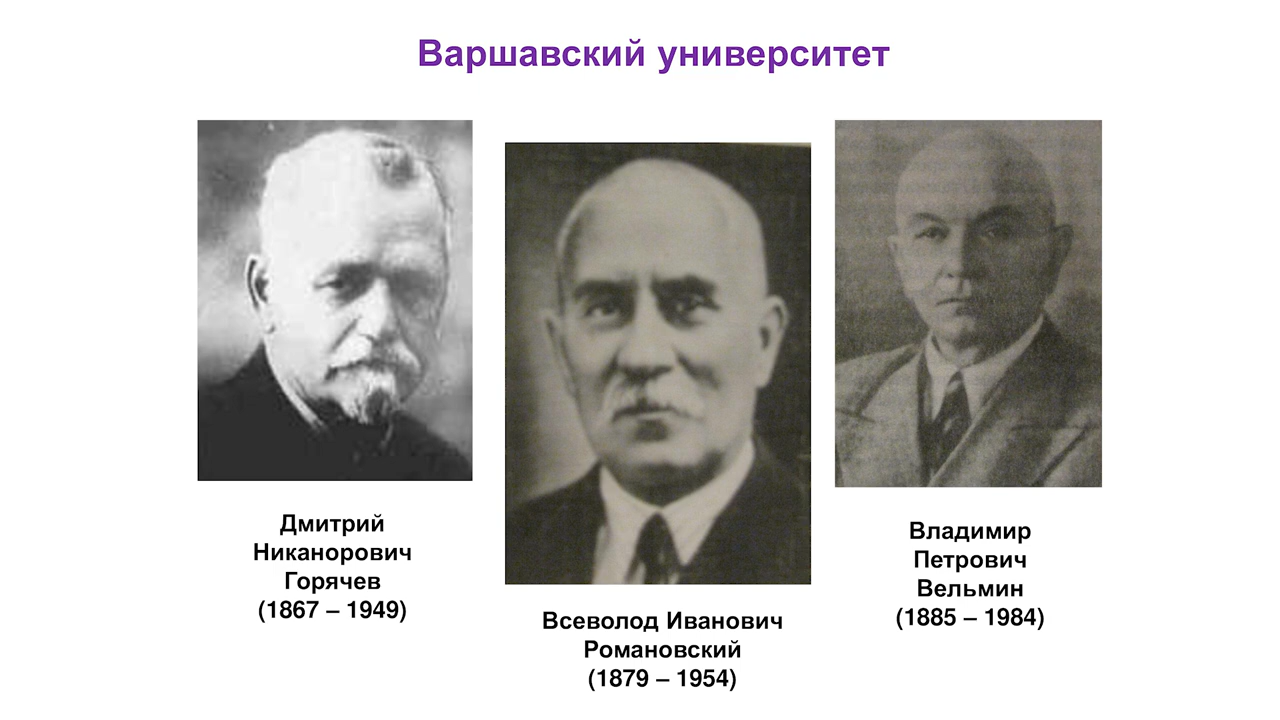 Варшавский университет
Дмитрий
Никанорович
Горячев
(1867 – 1949)
Всеволод Иванович
Романовский
(1879 – 1954)
Владимир
Петрович
Вельмин
(1885 – 1984)